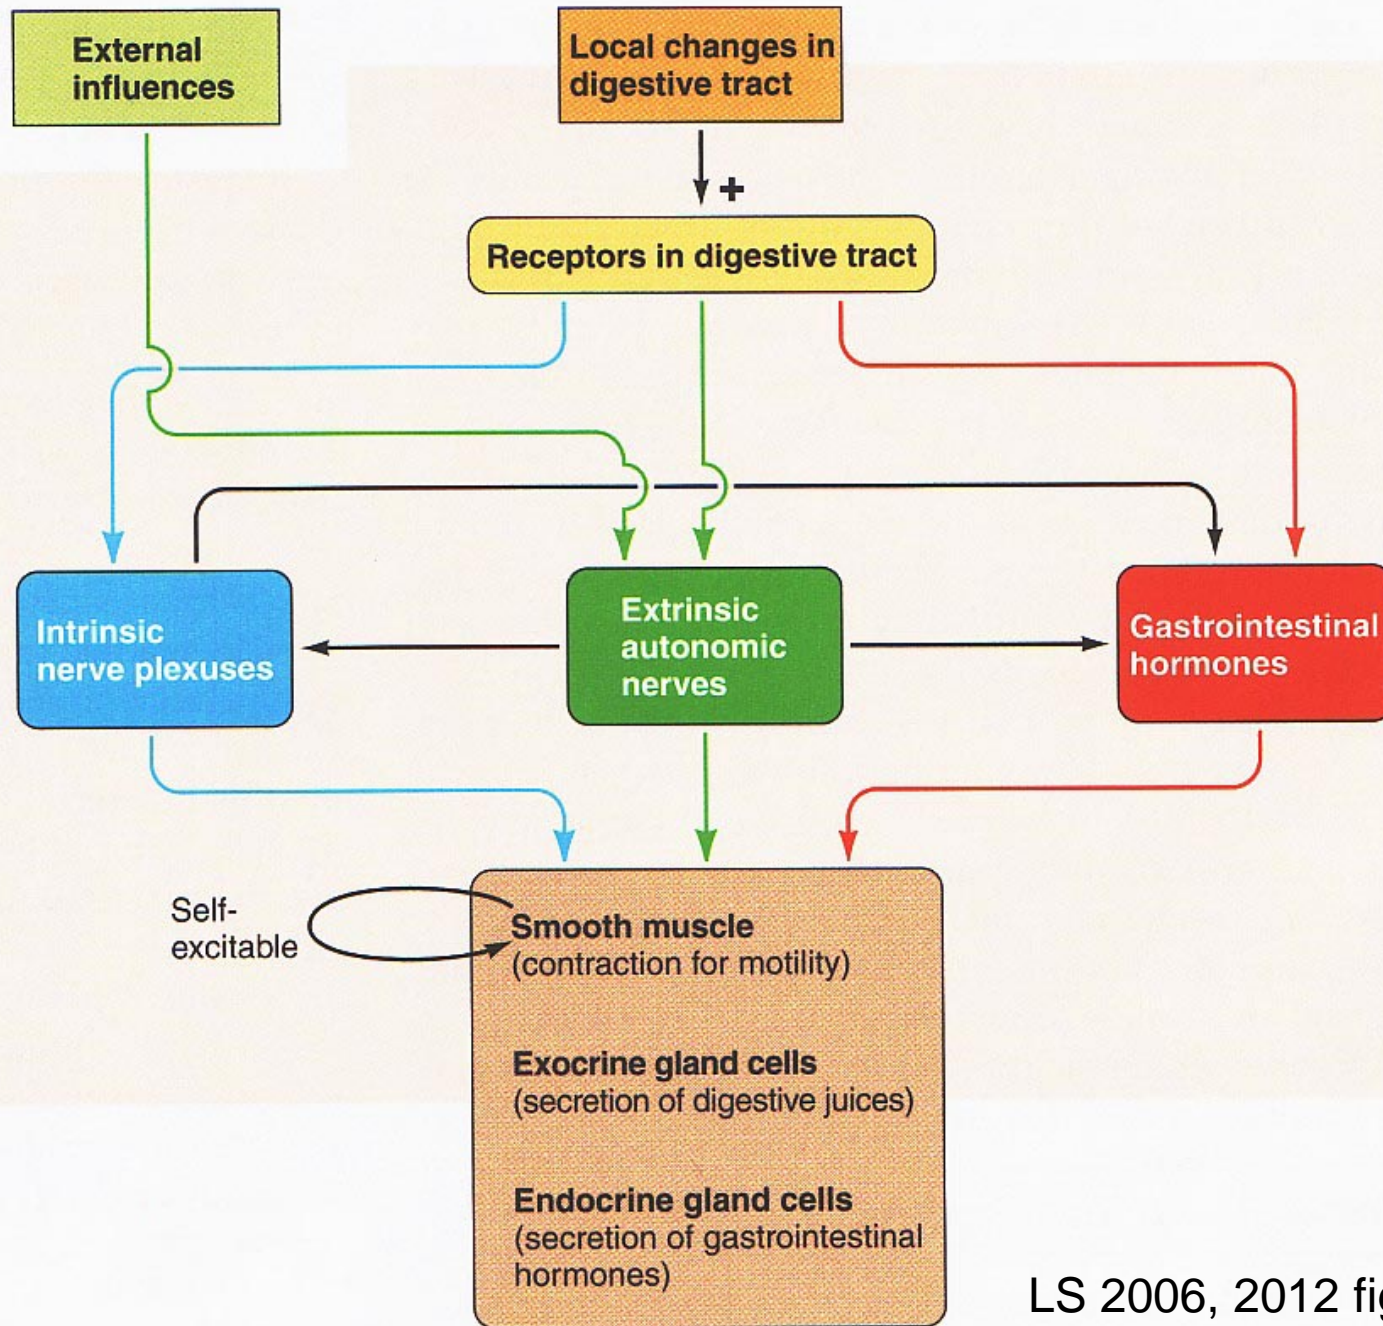 External
influences
Local changes in
digestive tract
+
Receptors in digestive tract
Intrinsic
nerve plexuses
Extrinsic
autonomic
nerves
Gastrointestinal
hormones
Self-
excitable
Smooth muscle
(contraction for motility)
Exocrine gland cells
(secretion of digestive juices)
Endocrine gland cells
(secretion of gastrointestinal
hormones)
LS 2006, 2012 fig